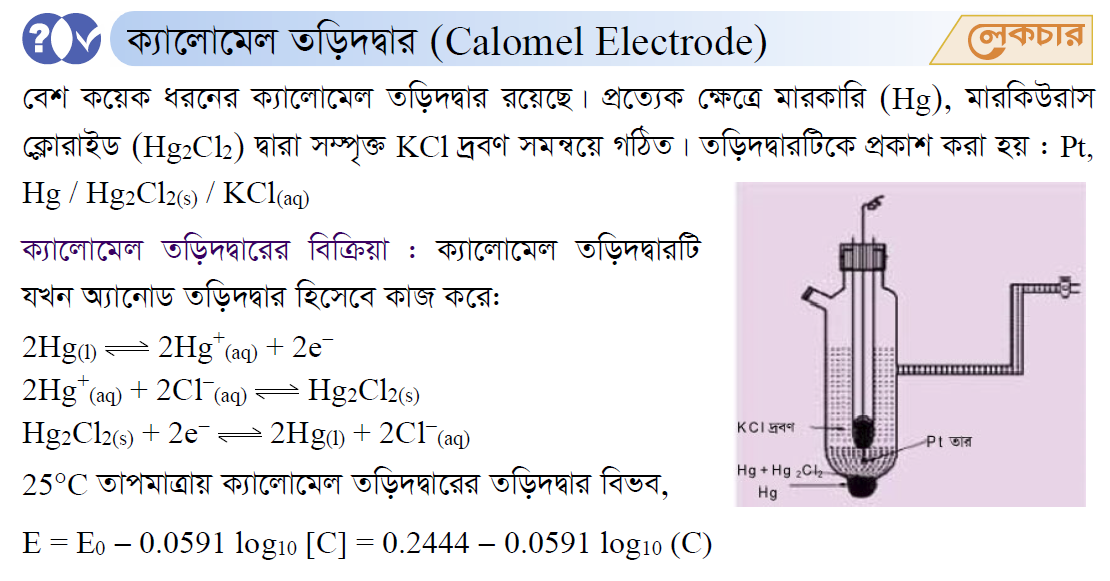 ক্যালোমেল তড়িদদ্বার (Calomel Electrode)
লেকচার
বেশ কয়েক ধরনের ক্যালোমেল তড়িদদ্বার রয়েছে। প্রত্যেক ক্ষেত্রে মারকারি (Hg), মারকিউরাস
ক্লোরাইড (Hg₂Cl₂) দ্বারা সম্পৃক্ত KCl দ্রবণ সমন্বয়ে গঠিত। তড়িদদ্বারটিকে প্রকাশ করা হয় : Pt,
Hg / Hg₂Cl₂(s) / KCl(aq)
ক্যালোমেল তড়িদদ্বারের বিক্রিয়া : ক্যালোমেল তড়িদদ্বারটি
যখন অ্যানোড তড়িদদ্বার হিসেবে কাজ করে:
2Hg(l) ⇌ 2Hg⁺(aq) + 2e⁻
2Hg⁺(aq) + 2Cl⁻(aq) ⇌ Hg₂Cl₂(s)
Hg₂Cl₂(s) + 2e⁻ ⇌ 2Hg(l) + 2Cl⁻(aq)
25°C তাপমাত্রায় ক্যালোমেল তড়িদদ্বারের তড়িদদ্বার বিভব,
E = E₀ – 0.0591 log₁₀ [C] = 0.2444 – 0.0591 log₁₀ (C)
KCl দ্রবণ
Pt তার
Hg + Hg ₂Cl₂
Hg